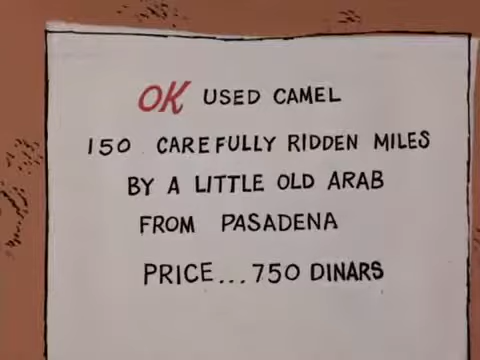 OK USED CAMEL
150 CAREFULLY RIDDEN MILES
BY A LITTLE OLD ARAB
FROM PASADENA
PRICE...750 DINARS